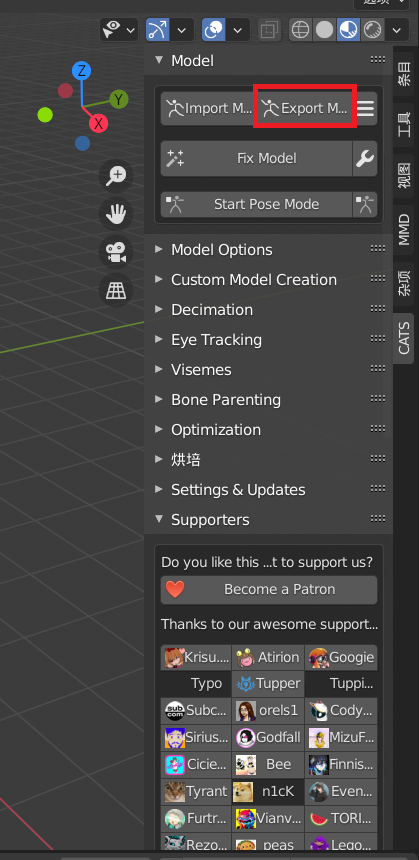 选项
Z
Y
X
Model
Import M...
Export M...
Fix Model
Start Pose Mode
Model Options
Custom Model Creation
Decimation
Eye Tracking
Visemes
Bone Parenting
Optimization
烘培
Settings & Updates
Supporters
Do you like this ...t to support us?
Become a Patron
Thanks to our awesome support...
Krisu.... Atirion Googie
Typo Tupper Tuppi...
Subc... orels1 Cody...
Sirius... Godfall MizuF...
Cicie... Bee Finnis...
Tyrant n1cK Even...
Furtr... Vianv... TORI...
Rezo... peas Lego...
条目
工具
视图
MMD
杂项
CATS